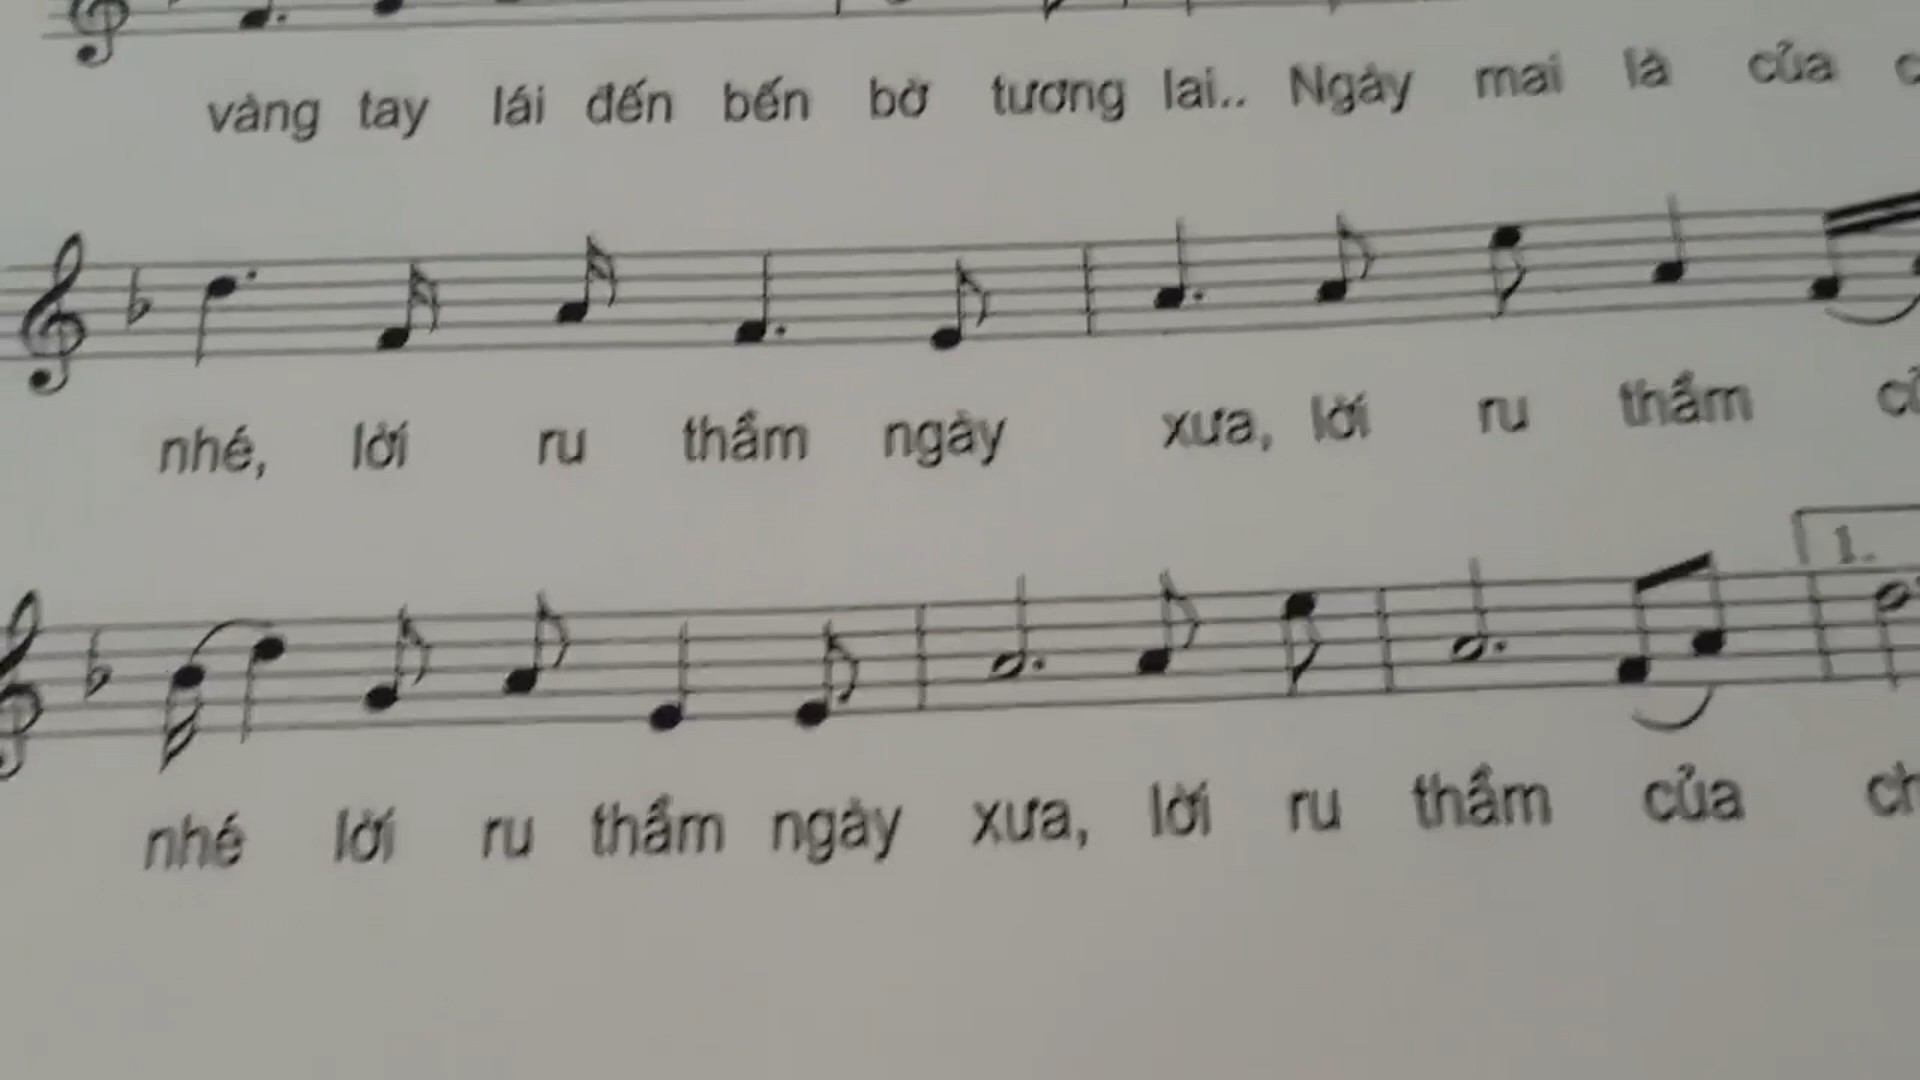 vàng tay lái đến bến bờ tương lai.. Ngày mai là của
nhé, lời ru thầm ngày xưa, lời ru thầm
1.
nhé lời ru thầm ngày xưa, lời ru thầm của